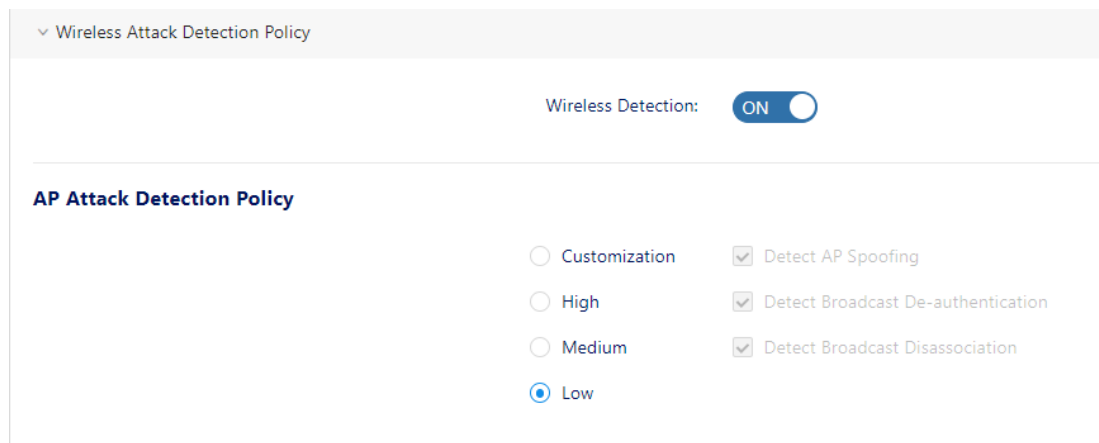 Wireless Attack Detection Policy
Wireless Detection: ON
AP Attack Detection Policy
Customization Detect AP Spoofing
High Detect Broadcast De-authentication
Medium Detect Broadcast Disassociation
Low